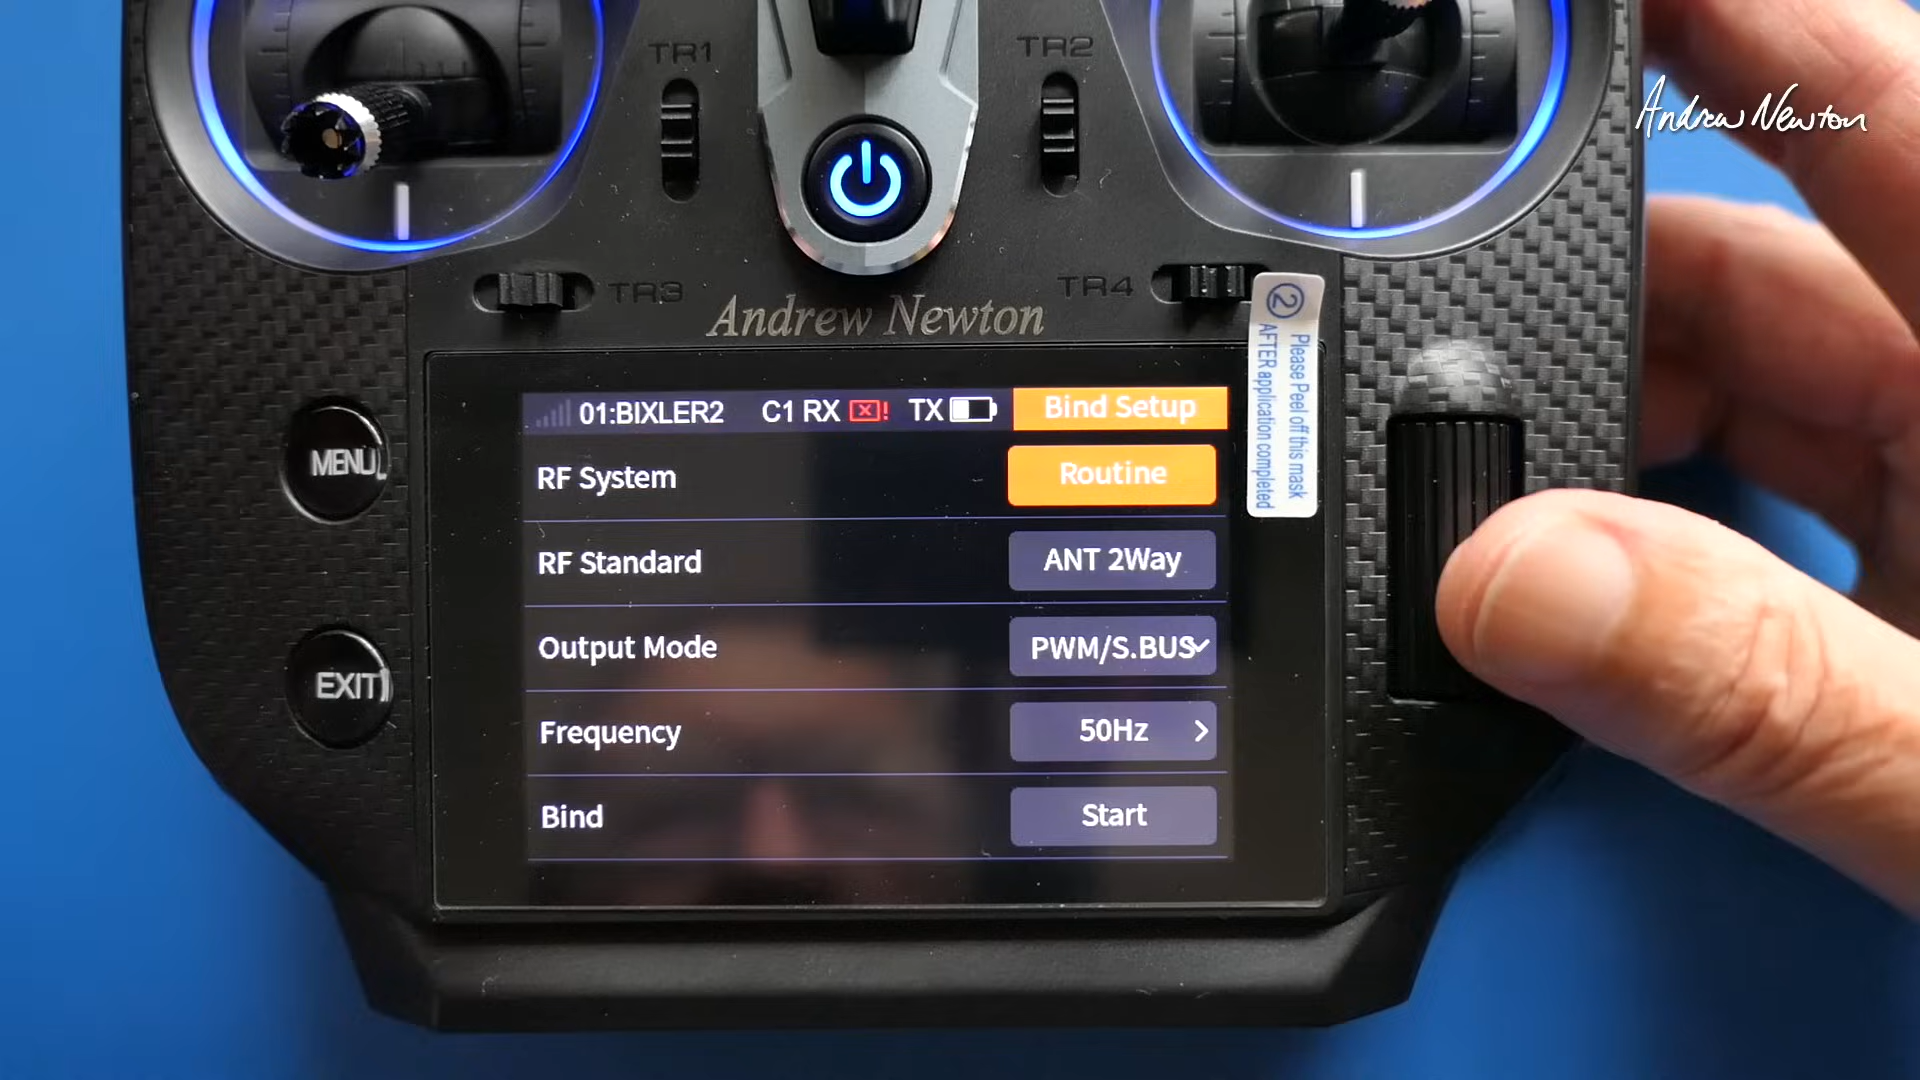 TR1
TR2
Andrew Newton
TR3
TR4
Andrew Newton
② Please Peel off this mask
AFTER application completed
01:BIXLER2 C1 RX ! TX Bind Setup
MENU
RF System Routine
RF Standard ANT 2Way
Output Mode PWM/S.BUS
EXIT
Frequency 50Hz >
Bind Start